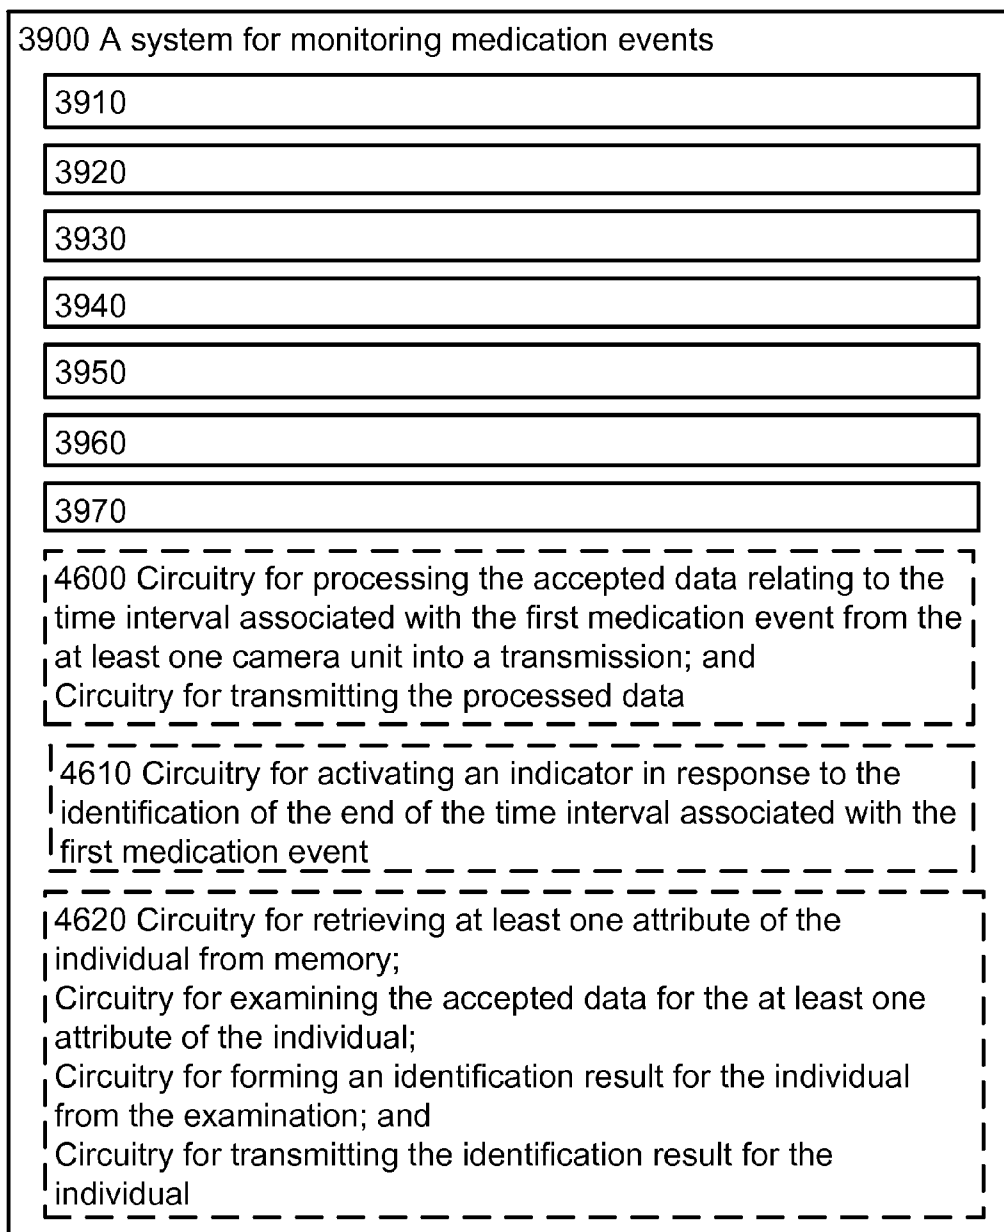 3900 A system for monitoring medication events
3910
3920
3930
3940
3950
3960
3970
4600 Circuitry for processing the accepted data relating to the
time interval associated with the first medication event from the
at least one camera unit into a transmission; and
Circuitry for transmitting the processed data
4610 Circuitry for activating an indicator in response to the
identification of the end of the time interval associated with the
first medication event
4620 Circuitry for retrieving at least one attribute of the
individual from memory;
Circuitry for examining the accepted data for the at least one
attribute of the individual;
Circuitry for forming an identification result for the individual
from the examination; and
Circuitry for transmitting the identification result for the
individual